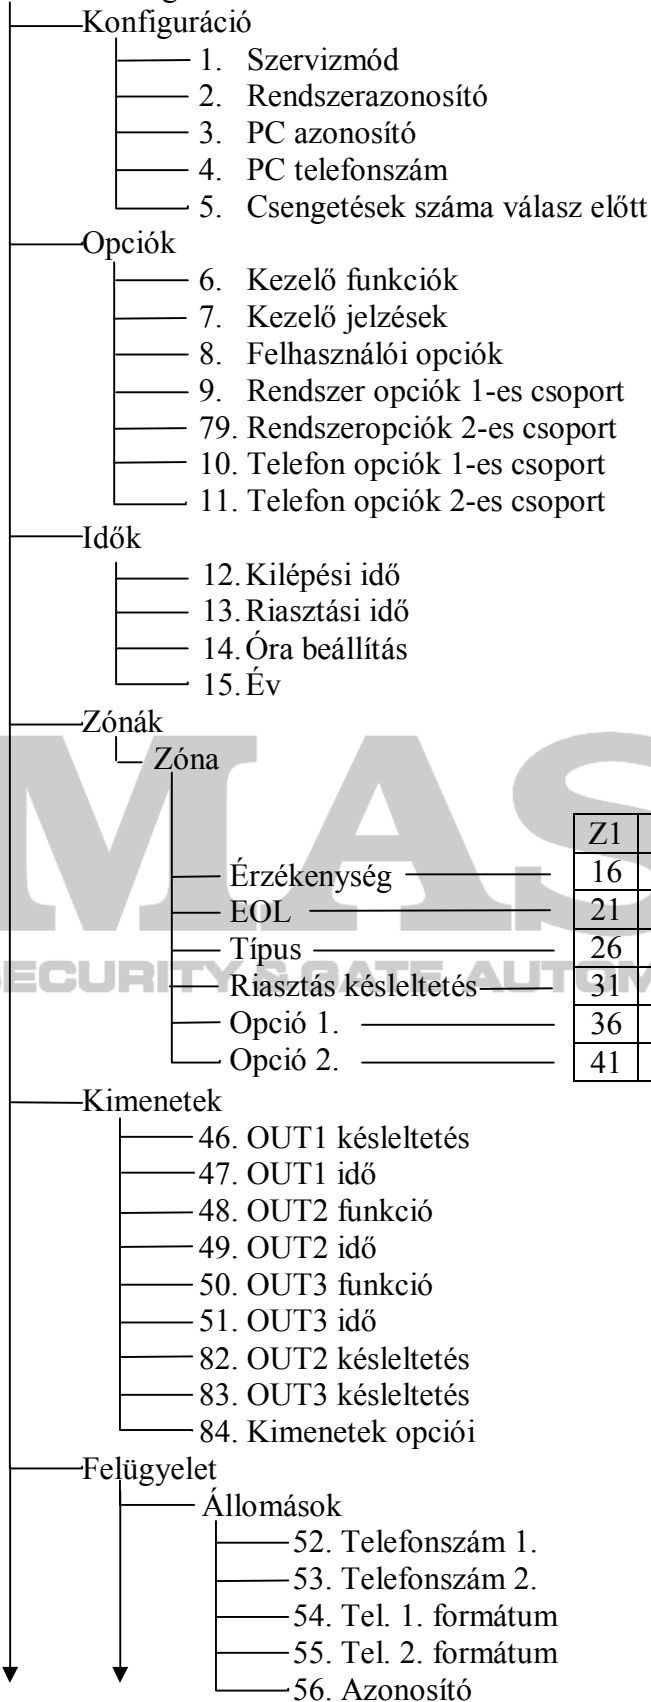 Konfiguráció
1. Szervizmód
2. Rendszerazonosító
3. PC azonosító
4. PC telefonszám
5. Csengetések száma válasz előtt
Opciók
6. Kezelő funkciók
7. Kezelő jelzések
8. Felhasználói opciók
9. Rendszer opciók 1-es csoport
79. Rendszeropciók 2-es csoport
10. Telefon opciók 1-es csoport
11. Telefon opciók 2-es csoport
Idők
12. Kilépési idő
13. Riasztási idő
14. Óra beállítás
15. Év
Zónák
Zóna
MAS
Z1
Érzékenység 16
EOL 21
Típus 26
SECURITY & GATE AUTOM
Riasztás késleltetés 31
Opció 1. 36
Opció 2. 41
Kimenetek
46. OUT1 késleltetés
47. OUT1 idő
48. OUT2 funkció
49. OUT2 idő
50. OUT3 funkció
51. OUT3 idő
82. OUT2 késleltetés
83. OUT3 késleltetés
84. Kimenetek opciói
Felügyelet
Állomások
52. Telefonszám 1.
53. Telefonszám 2.
54. Tel. 1. formátum
55. Tel. 2. formátum
56. Azonosító